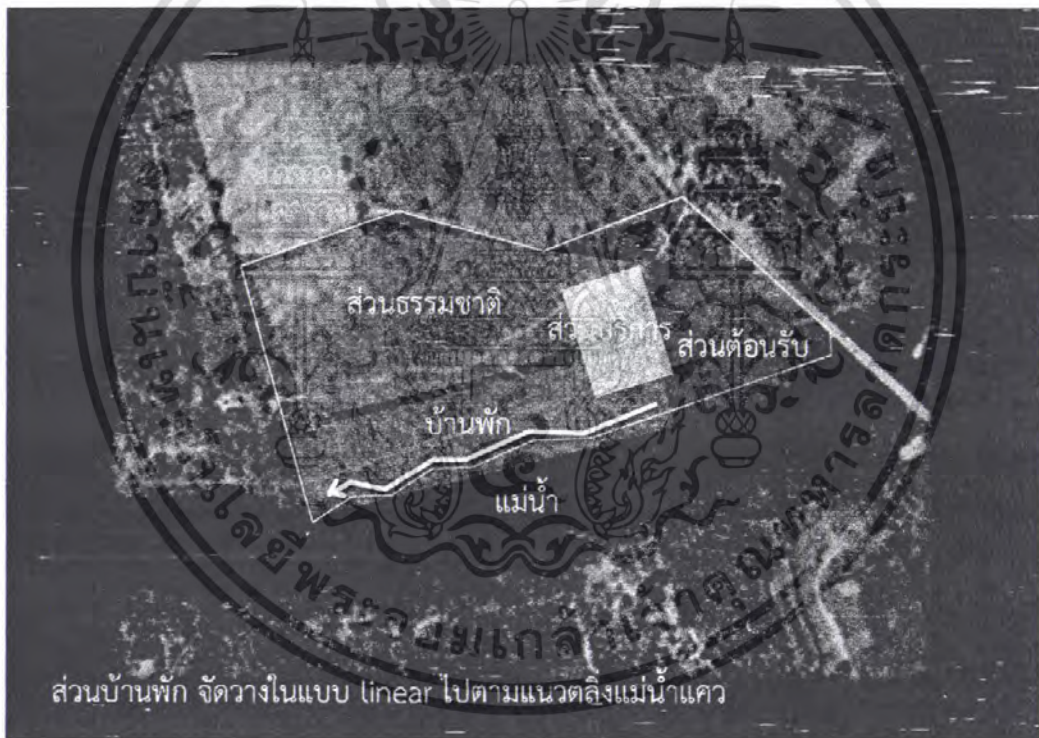 ส่วนธรรมชาติ
ส่วนบริการ
ส่วนต้อนรับ
บ้านพัก
แม่น้ำ
ส่วนบ้านพัก จัดวางในแบบ linear ไปตามแนวตลิ่งแม่น้ำแคว